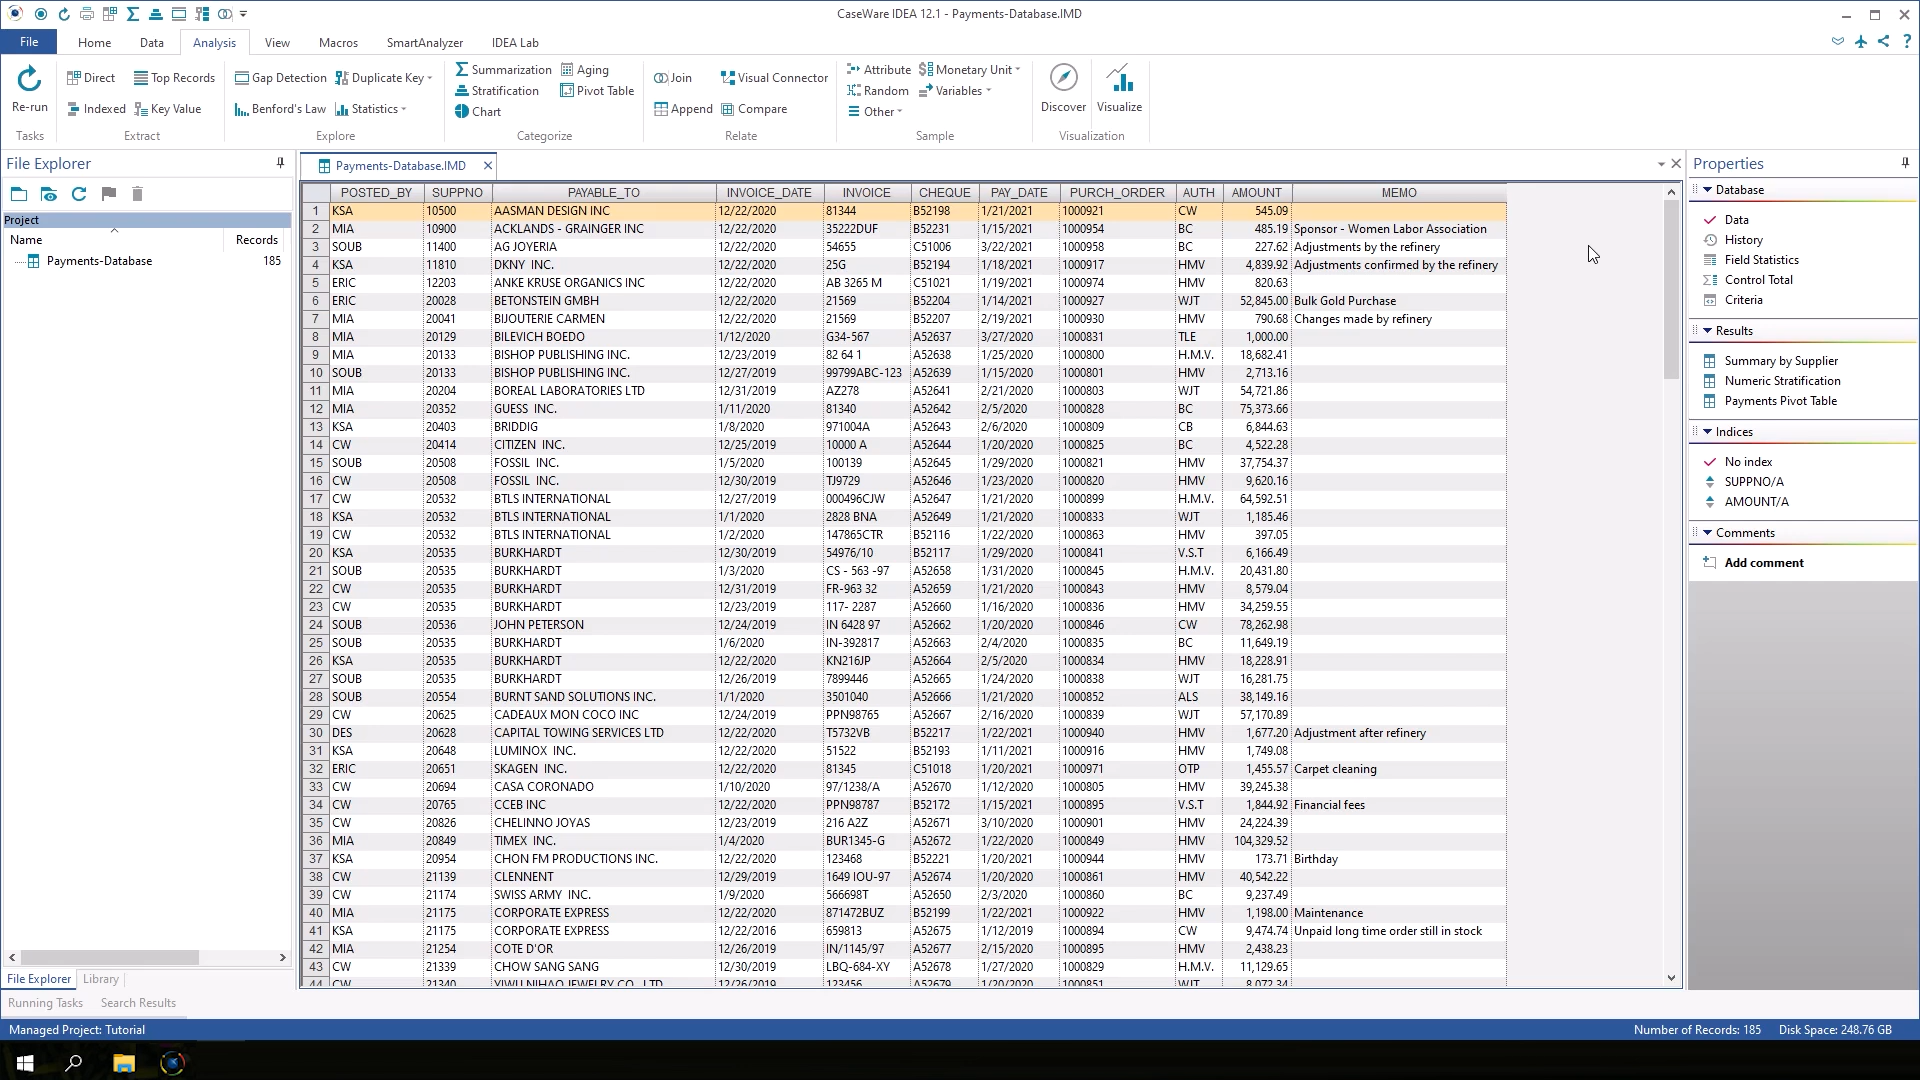 CaseWare IDEA 12.1 - Payments-Database.IMD
File Home Data Analysis View Macros SmartAnalyzer IDEA Lab
Re-run
Tasks
Direct Top Records
Indexed Key Value
Extract
Gap Detection Duplicate Key
Benford's Law Statistics
Explore
Summarization Aging
Stratification Pivot Table
Chart
Categorize
Join Visual Connector
Append Compare
Relate
Attribute Monetary Unit
Random Variables
Other
Sample
Discover Visualize
Visualization
File Explorer
Project
Name Records
Payments-Database 185
File Explorer Library
Running Tasks Search Results
Payments-Database.IMD
POSTED_BY SUPPNO PAYABLE_TO INVOICE_DATE INVOICE CHEQUE PAY_DATE PURCH_ORDER AUTH AMOUNT MEMO
1 KSA 10500 AASMAN DESIGN INC 12/22/2020 81344 B52198 1/21/2021 1000921 CW 545.09
2 MIA 10900 ACKLANDS - GRAINGER INC 12/22/2020 35222DUF B52231 1/15/2021 1000954 BC 485.19 Sponsor - Women Labor Association
3 SOUB 11400 AG JOYERIA 12/22/2020 54655 C51006 3/22/2021 1000958 BC 227.62 Adjustments by the refinery
4 KSA 11810 DKNY INC. 12/22/2020 25G B52194 1/18/2021 1000917 HMV 4,839.92 Adjustments confirmed by the refinery
5 ERIC 12203 ANKE KRUSE ORGANICS INC 12/22/2020 AB 3265 M C51021 1/19/2021 1000974 HMV 820.63
6 ERIC 20028 BETONSTEIN GMBH 12/22/2020 21569 B52204 1/14/2021 1000927 WJT 52,845.00 Bulk Gold Purchase
7 MIA 20041 BIJOUTERIE CARMEN 12/22/2020 21569 B52207 2/19/2021 1000930 HMV 790.68 Changes made by refinery
8 MIA 20129 BILEVICH BOEDO 1/12/2020 G34-567 A52637 3/27/2020 1000831 TLE 1,000.00
9 MIA 20133 BISHOP PUBLISHING INC. 12/23/2019 82 64 1 A52638 1/25/2020 1000800 H.M.V. 18,682.41
10 SOUB 20133 BISHOP PUBLISHING INC. 12/27/2019 99799ABC-123 A52639 1/15/2020 1000801 HMV 2,713.16
11 MIA 20204 BOREAL LABORATORIES LTD 12/31/2019 AZ278 A52641 2/21/2020 1000803 WJT 54,721.86
12 MIA 20352 GUESS INC. 1/11/2020 81340 A52642 2/5/2020 1000828 BC 75,373.66
13 KSA 20403 BRIDDIG 1/8/2020 971004A A52643 2/6/2020 1000809 CB 6,844.63
14 CW 20414 CITIZEN INC. 12/25/2019 10000 A A52644 1/20/2020 1000825 BC 4,522.28
15 SOUB 20508 FOSSIL INC. 1/5/2020 100139 A52645 1/29/2020 1000821 HMV 37,754.37
16 CW 20508 FOSSIL INC. 12/30/2019 TJ9729 A52646 1/23/2020 1000820 HMV 9,620.16
17 CW 20532 BTLS INTERNATIONAL 12/27/2019 000496CJW A52647 1/21/2020 1000899 H.M.V. 64,592.51
18 KSA 20532 BTLS INTERNATIONAL 1/1/2020 2828 BNA A52649 1/21/2020 1000833 WJT 1,185.46
19 CW 20532 BTLS INTERNATIONAL 1/2/2020 147865CTR B52116 1/22/2020 1000863 HMV 397.05
20 KSA 20535 BURKHARDT 12/30/2019 54976/10 B52117 1/29/2020 1000841 V.S.T 6,166.49
21 SOUB 20535 BURKHARDT 1/3/2020 CS - 563 -97 A52658 1/31/2020 1000845 H.M.V. 20,431.80
22 CW 20535 BURKHARDT 12/31/2019 FR-963 32 A52659 1/21/2020 1000843 HMV 8,579.04
23 CW 20535 BURKHARDT 12/23/2019 117- 2287 A52660 1/16/2020 1000836 HMV 34,259.55
24 SOUB 20536 JOHN PETERSON 12/24/2019 IN 6428 97 A52662 1/20/2020 1000846 CW 78,262.98
25 SOUB 20535 BURKHARDT 1/6/2020 IN-392817 A52663 2/4/2020 1000835 BC 11,649.19
26 KSA 20535 BURKHARDT 12/22/2020 KN216JP A52664 2/5/2020 1000834 HMV 18,228.91
27 SOUB 20535 BURKHARDT 12/26/2019 7899446 A52665 1/24/2020 1000838 WJT 16,281.75
28 SOUB 20554 BURNT SAND SOLUTIONS INC. 1/1/2020 3501040 A52666 1/21/2020 1000852 ALS 38,149.16
29 CW 20625 CADEAUX MON COCO INC 12/24/2019 PPN98765 A52667 2/16/2020 1000839 WJT 57,170.89
30 DES 20628 CAPITAL TOWING SERVICES LTD 12/22/2020 T5732VB B52217 1/22/2021 1000940 HMV 1,677.20 Adjustment after refinery
31 KSA 20648 LUMINOX INC. 12/22/2020 51522 B52193 1/11/2021 1000916 HMV 1,749.08
32 ERIC 20651 SKAGEN INC. 12/22/2020 81345 C51018 1/20/2021 1000971 OTP 1,455.57 Carpet cleaning
33 CW 20694 CASA CORONADO 1/10/2020 97/1238/A A52670 1/12/2020 1000805 HMV 39,245.38
34 CW 20765 CCEB INC 12/22/2020 PPN98787 B52172 1/15/2021 1000895 V.S.T 1,844.92 Financial fees
35 CW 20826 CHELINNO JOYAS 12/23/2019 216 A2Z A52671 3/10/2020 1000901 HMV 24,224.39
36 MIA 20849 TIMEX INC. 1/4/2020 BUR1345-G A52672 1/22/2020 1000849 HMV 104,329.52
37 KSA 20954 CHON FM PRODUCTIONS INC. 12/22/2020 123468 B52221 1/20/2021 1000944 HMV 173.71 Birthday
38 CW 21139 CLENNENT 12/29/2019 1649 IOU-97 A52674 1/20/2020 1000861 HMV 40,542.22
39 CW 21174 SWISS ARMY INC. 1/9/2020 566698T A52650 2/3/2020 1000860 BC 9,237.49
40 MIA 21175 CORPORATE EXPRESS 12/22/2020 871472BUZ B52199 1/22/2021 1000922 HMV 1,198.00 Maintenance
41 KSA 21175 CORPORATE EXPRESS 12/22/2016 659813 A52675 1/12/2019 1000894 CW 9,474.74 Unpaid long time order still in stock
42 MIA 21254 COTE D'OR 12/26/2019 IN/1145/97 A52677 2/15/2020 1000895 HMV 2,438.23
43 CW 21339 CHOW SANG SANG 12/30/2019 LBQ-684-XY A52678 1/27/2020 1000829 H.M.V. 11,129.65
44 CW 21340 YIWU NIHAO JEWELRY CO., LTD 12/26/2019 123456 A52679 1/20/2020 1000851 WJT 8,072.34
Properties
Database
Data
History
Field Statistics
Control Total
Criteria
Results
Summary by Supplier
Numeric Stratification
Payments Pivot Table
Indices
No index
SUPPNO/A
AMOUNT/A
Comments
Add comment
Managed Project: Tutorial
Number of Records: 185 Disk Space: 248.76 GB